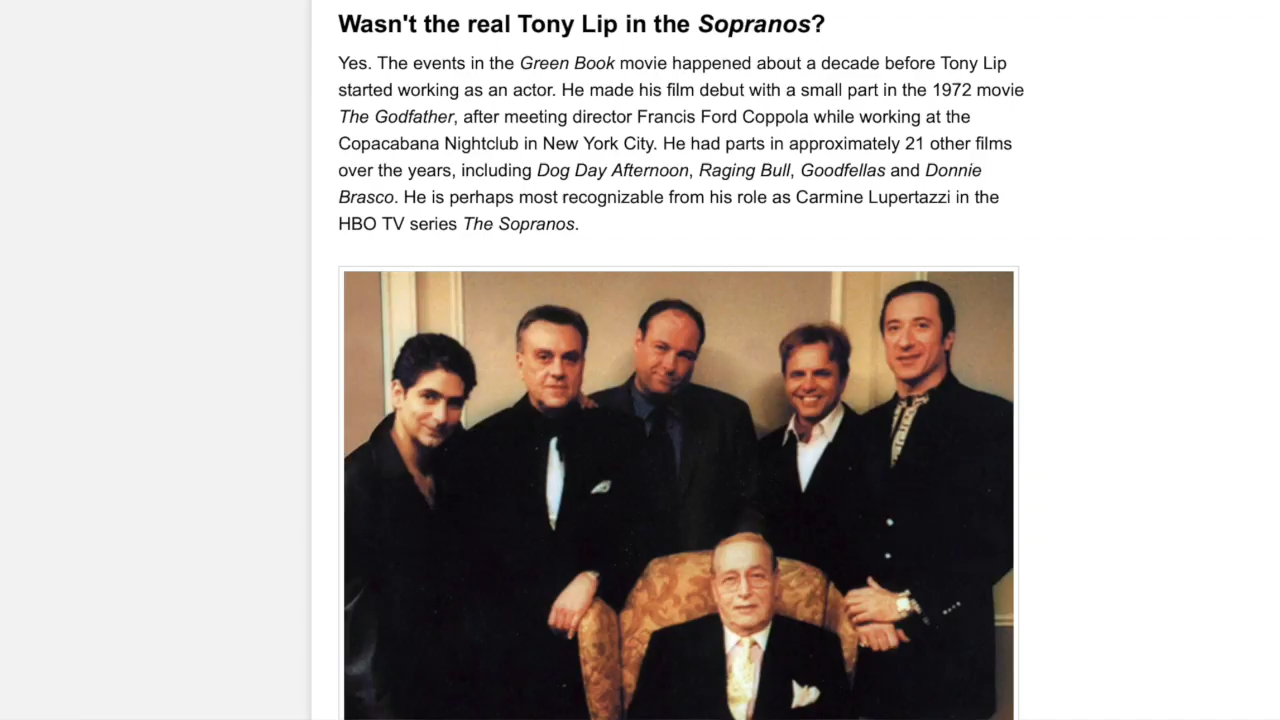 Wasn't the real Tony Lip in the Sopranos?
Yes. The events in the Green Book movie happened about a decade before Tony Lip
started working as an actor. He made his film debut with a small part in the 1972 movie
The Godfather, after meeting director Francis Ford Coppola while working at the
Copacabana Nightclub in New York City. He had parts in approximately 21 other films
over the years, including Dog Day Afternoon, Raging Bull, Goodfellas and Donnie
Brasco. He is perhaps most recognizable from his role as Carmine Lupertazzi in the
HBO TV series The Sopranos.